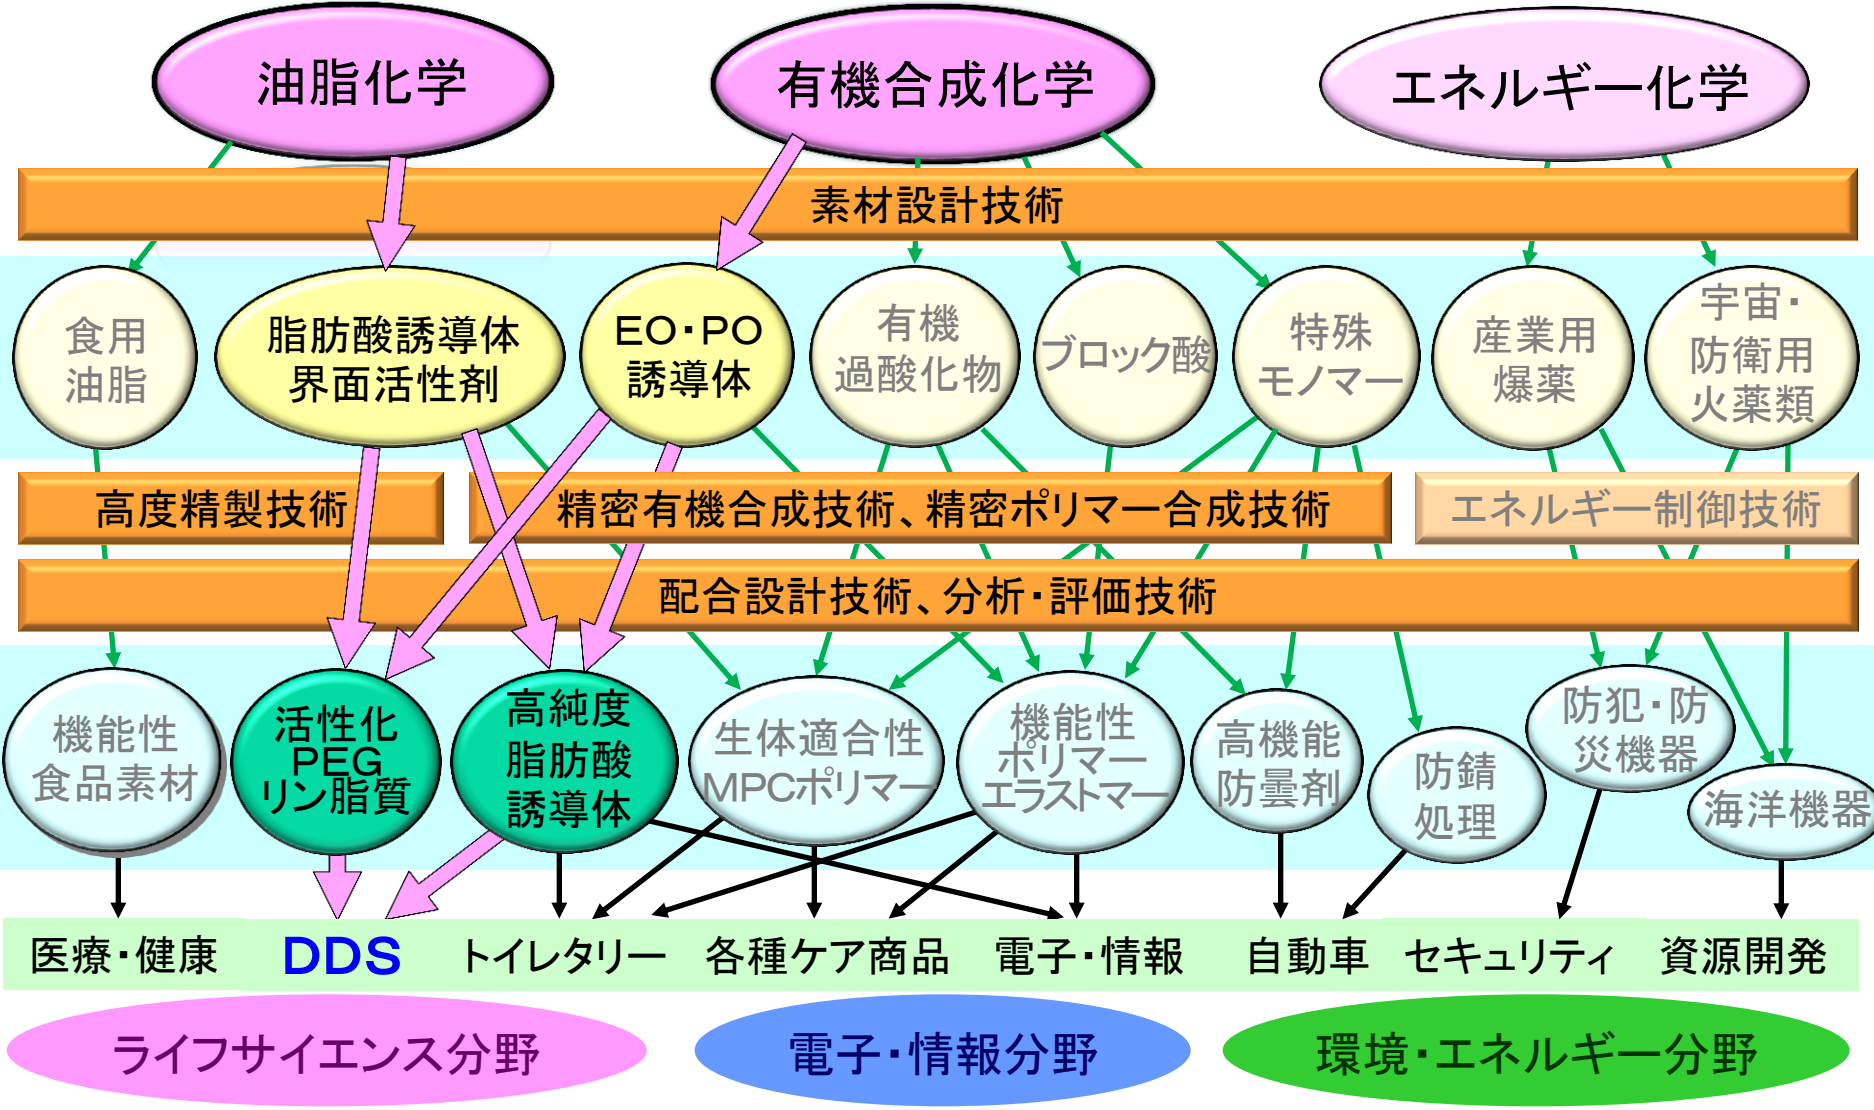 油脂化学
有機合成化学
エネルギー化学
素材設計技術
食用
油脂
脂肪酸誘導体
界面活性剤
EO・PO
誘導体
有機
過酸化物
ブロック酸
特殊
モノマー
産業用
爆薬
宇宙・
防衛用
火薬類
高度精製技術
精密有機合成技術、精密ポリマー合成技術
エネルギー制御技術
配合設計技術、分析・評価技術
機能性
食品素材
活性化
PEG
リン脂質
高純度
脂肪酸
誘導体
生体適合性
MPCポリマー
機能性
ポリマー
エラストマー
高機能
防曇剤
防錆
処理
防犯・防
災機器
海洋機器
医療・健康
DDS
トイレタリー
各種ケア商品
電子・情報
自動車
セキュリティ
資源開発
ライフサイエンス分野
電子・情報分野
環境・エネルギー分野